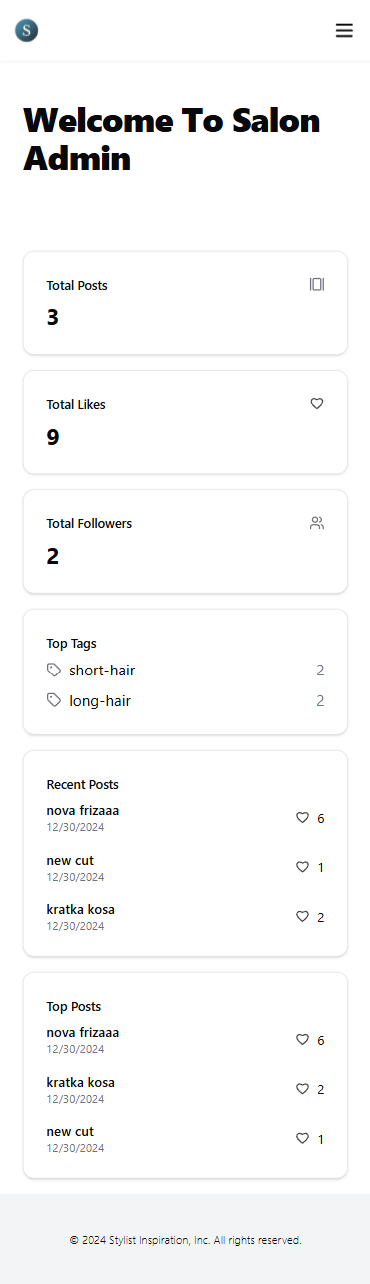 S
Welcome To Salon
Admin
Total Posts
3
Total Likes
9
Total Followers
2
Top Tags
short-hair 2
long-hair 2
Recent Posts
nova frizaaa
12/30/2024
6
new cut
12/30/2024
1
kratka kosa
12/30/2024
2
Top Posts
nova frizaaa
12/30/2024
6
kratka kosa
12/30/2024
2
new cut
12/30/2024
1
© 2024 Stylist Inspiration, Inc. All rights reserved.